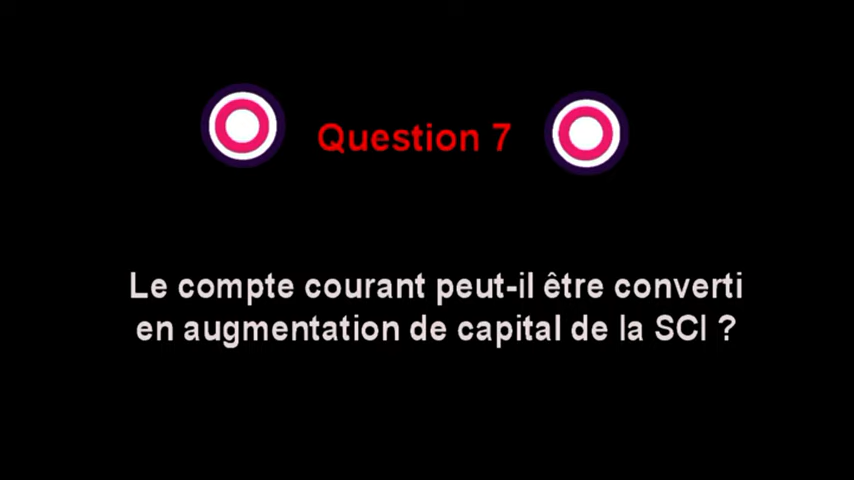 Question 7
Le compte courant peut-il être converti
en augmentation de capital de la SCI ?